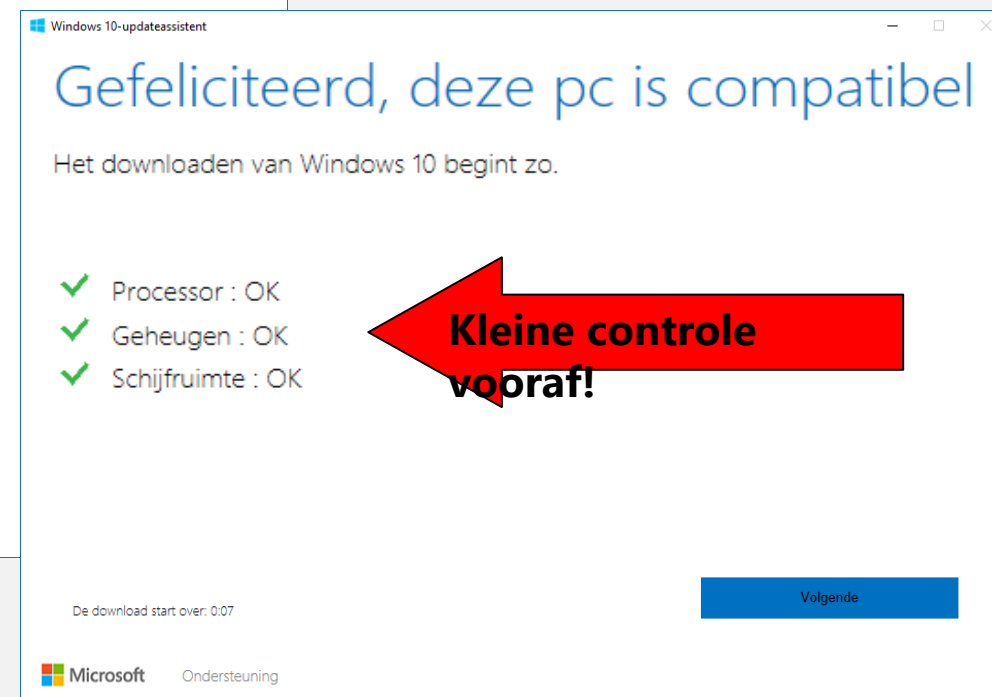 Windows 10-updateassistent
Gefeliciteerd, deze pc is compatibel
Het downloaden van Windows 10 begint zo.
Processor : OK
Geheugen : OK
Schijfruimte : OK
Kleine controle
vooraf!
De download start over: 0:07
Volgende
Microsoft
Ondersteuning